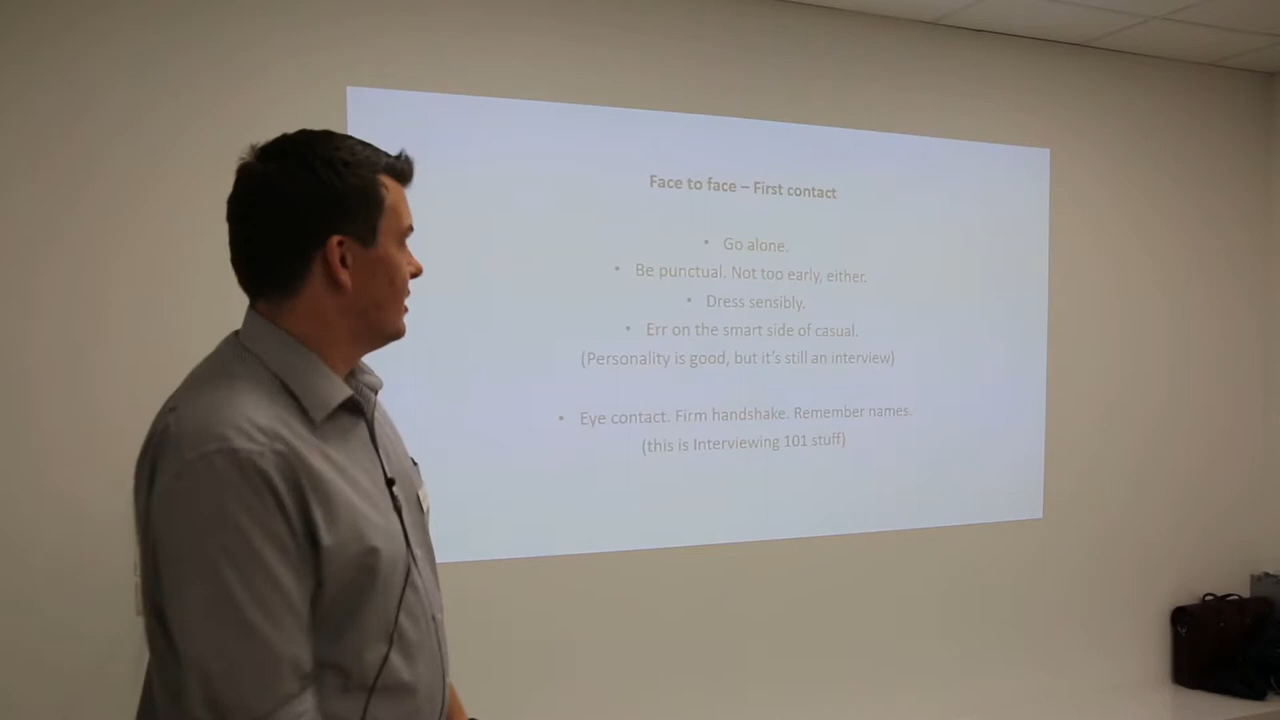 Face to face – First contact
• Go alone.
• Be punctual. Not too early, either.
• Dress sensibly.
• Err on the smart side of casual.
(Personality is good, but it's still an interview)
• Eye contact. Firm handshake. Remember names.
(this is Interviewing 101 stuff)